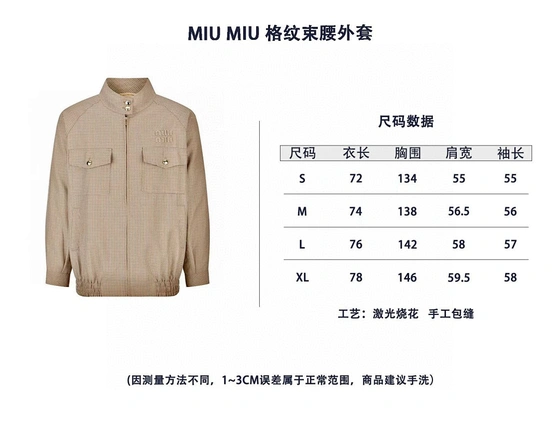 MIU MIU 格纹束腰外套
MIU MIU
尺码数据
尺码 衣长 胸围 肩宽 袖长
S 72 134 55 55
M 74 138 56.5 56
L 76 142 58 57
XL 78 146 59.5 58
工艺：激光烧花 手工包缝
(因测量方法不同，1~3CM误差属于正常范围，商品建议手洗）